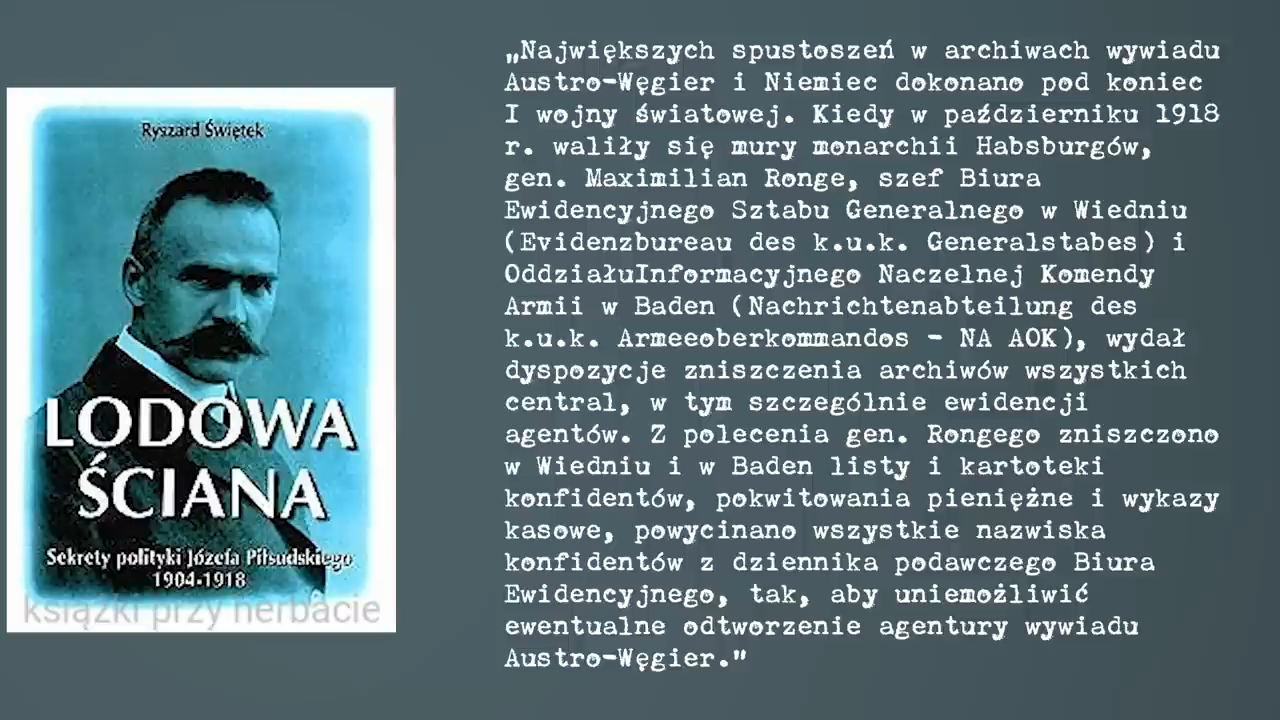 Ryszard Świętek
LODOWA
ŚCIANA
Sekrety polityki Józefa Piłsudskiego
1904-1918
książki przy herbacie
„Największych spustoszeń w archiwach wywiadu
Austro-Węgier i Niemiec dokonano pod koniec
I wojny światowej. Kiedy w październiku 1918
r. waliły się mury monarchii Habsburgów,
gen. Maximilian Ronge, szef Biura
Ewidencyjnego Sztabu Generalnego w Wiedniu
(Evidenzbureau des k.u.k. Generalstabes) i
OddziałuInformacyjnego Naczelnej Komendy
Armii w Baden (Nachrichtenabteilung des
k.u.k. Armeeoberkommandos - NA AOK), wydał
dyspozycje zniszczenia archiwów wszystkich
central, w tym szczególnie ewidencji
agentów. Z polecenia gen. Rongego zniszczono
w Wiedniu i w Baden listy i kartoteki
konfidentów, pokwitowania pieniężne i wykazy
kasowe, powycinano wszystkie nazwiska
konfidentów z dziennika podawczego Biura
Ewidencyjnego, tak, aby uniemożliwić
ewentualne odtworzenie agentury wywiadu
Austro-Węgier."